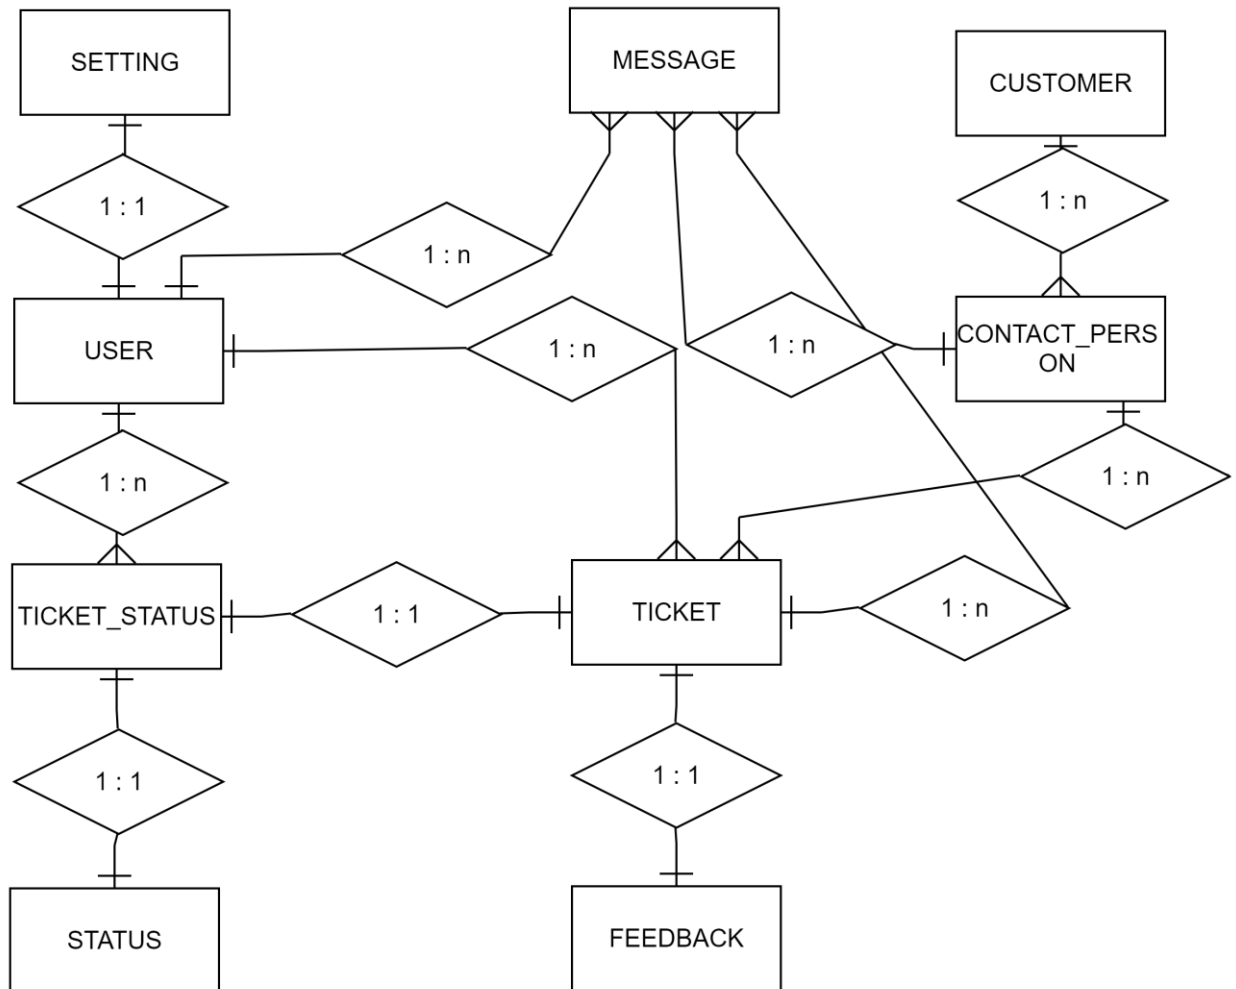 SETTING
MESSAGE
CUSTOMER
1 : 1
1 : n
1 : n
USER
1 : n
1 : n
CONTACT_PERS
ON
1 : n
1 : n
TICKET_STATUS
1 : 1
TICKET
1 : n
1 : 1
1 : 1
STATUS
FEEDBACK